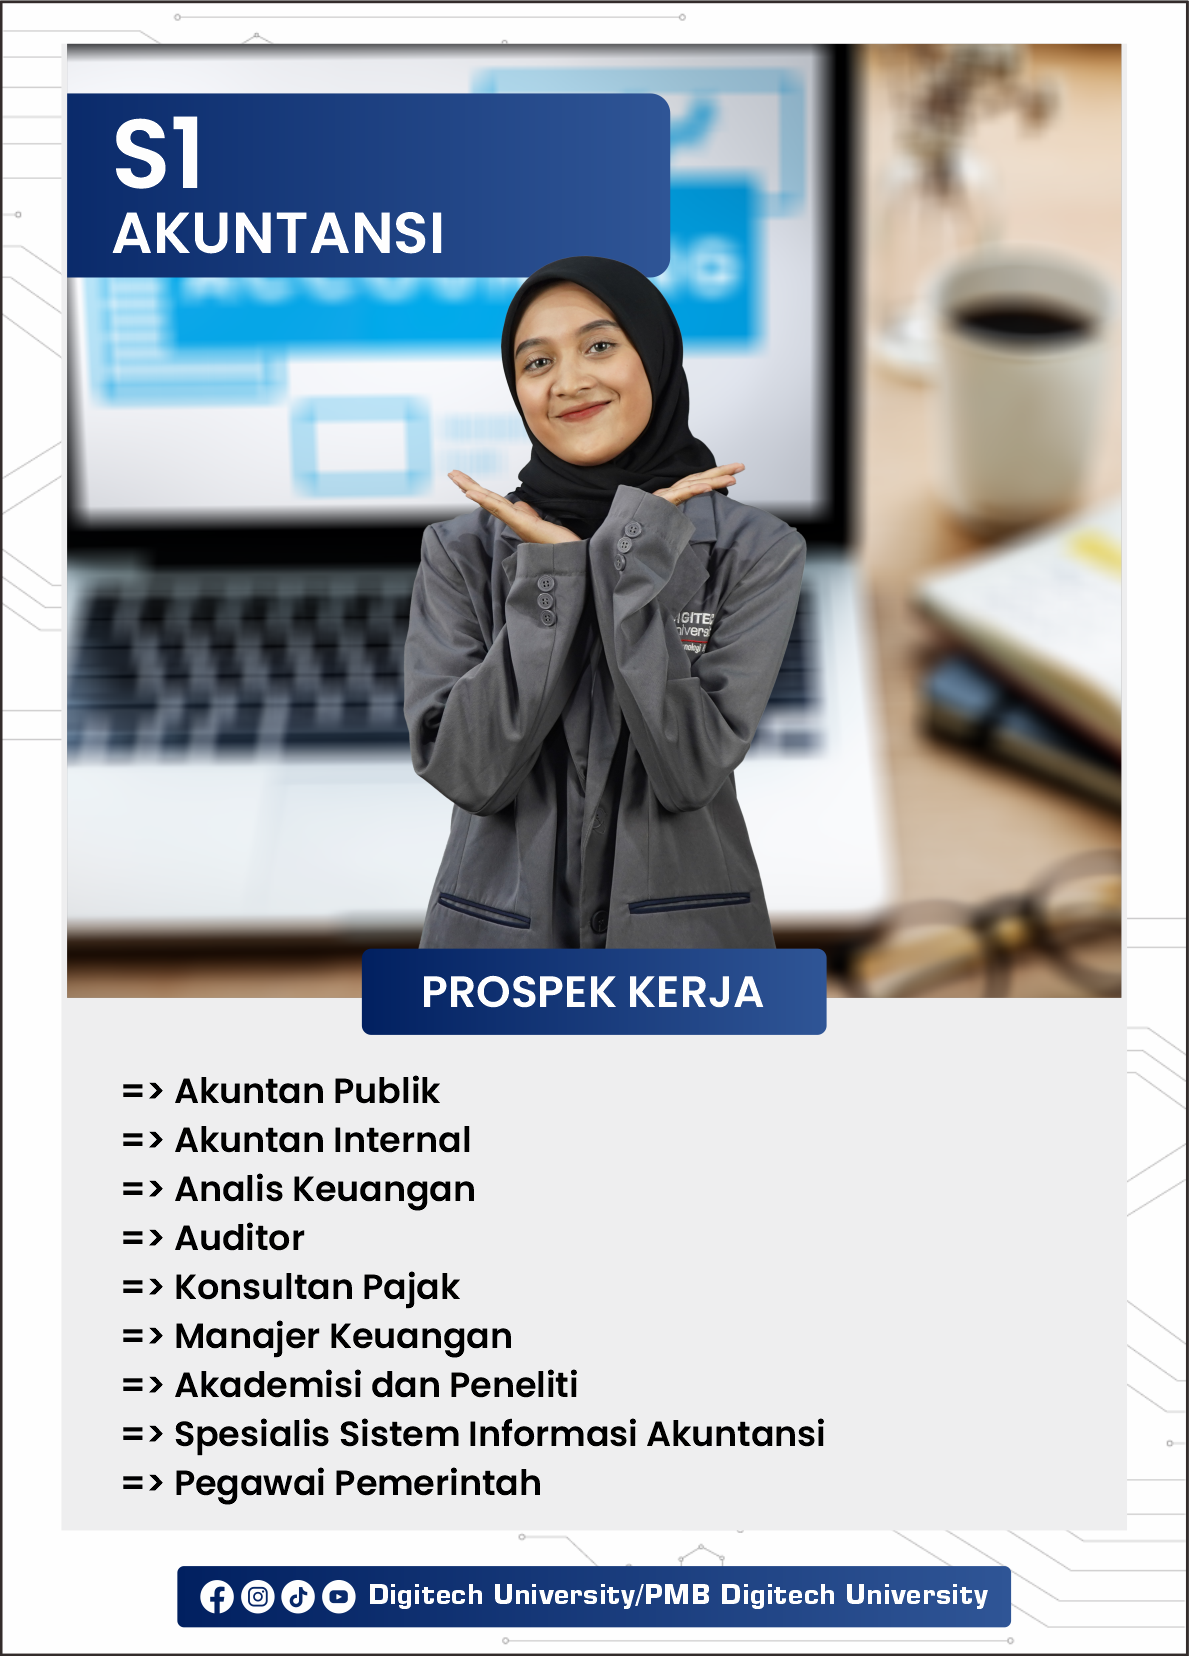 S1
AKUNTANSI
PROSPEK KERJA
=> Akuntan Publik
=> Akuntan Internal
=> Analis Keuangan
=> Auditor
=> Konsultan Pajak
=> Manajer Keuangan
=> Akademisi dan Peneliti
=> Spesialis Sistem Informasi Akuntansi
=> Pegawai Pemerintah
Digitech University/PMB Digitech University